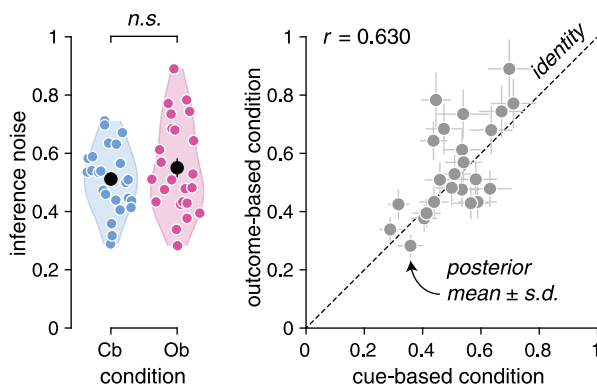 n.s.
1
0.8
0.6
0.4
0.2
0
inference noise
Cb
Ob
condition
r = 0.630
identity
1
0.8
0.6
0.4
0.2
0
outcome-based condition
posterior
mean ± s.d.
0
0.2
0.4
0.6
0.8
1
cue-based condition